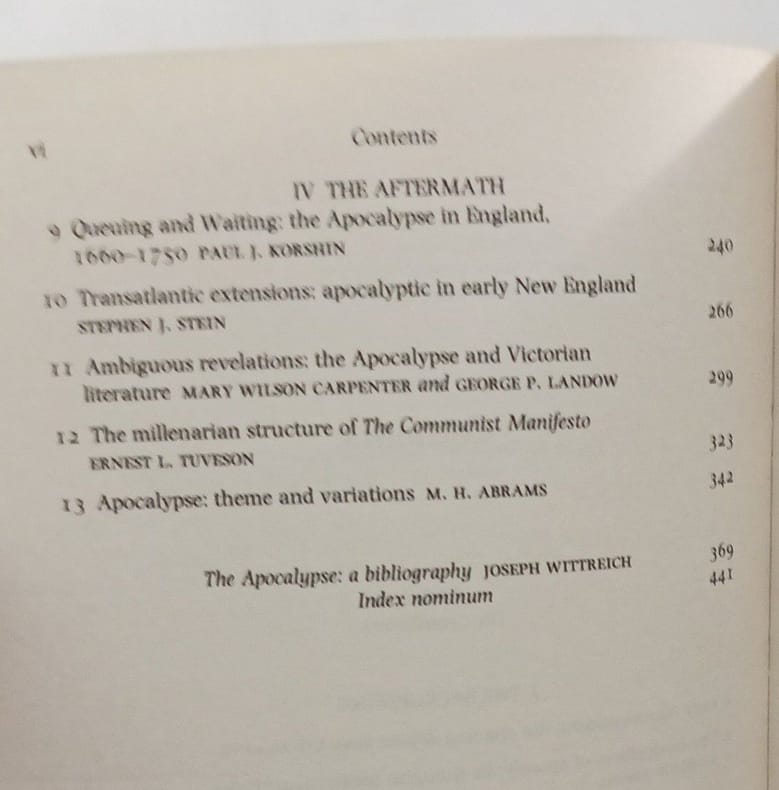 vi
Contents
IV THE AFTERMATH
9 Queuing and Waiting: the Apocalypse in England,
1660–1750 PAUL J. KORSHIN 240
10 Transatlantic extensions: apocalyptic in early New England
STEPHEN J. STEIN 266
11 Ambiguous revelations: the Apocalypse and Victorian
literature MARY WILSON CARPENTER and GEORGE P. LANDOW 299
12 The millenarian structure of The Communist Manifesto
ERNEST L. TUVESON 323
13 Apocalypse: theme and variations M. H. ABRAMS 342
The Apocalypse: a bibliography JOSEPH WITTREICH 369
Index nominum 441